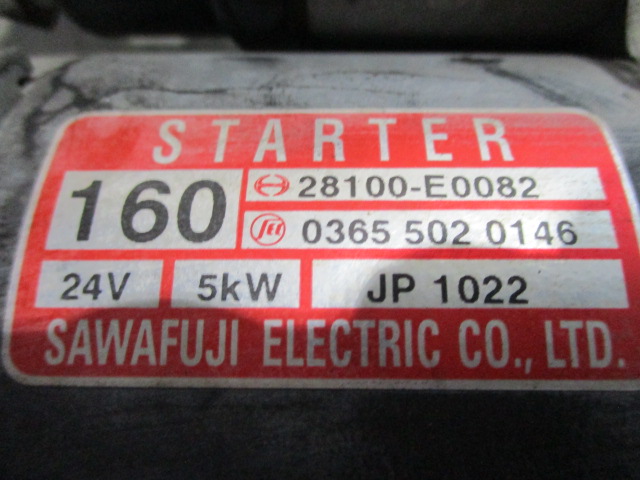 STARTER
160
28100-E0082
0365 502 0146
24V 5kW JP 1022
SAWAFUJI ELECTRIC CO., LTD.